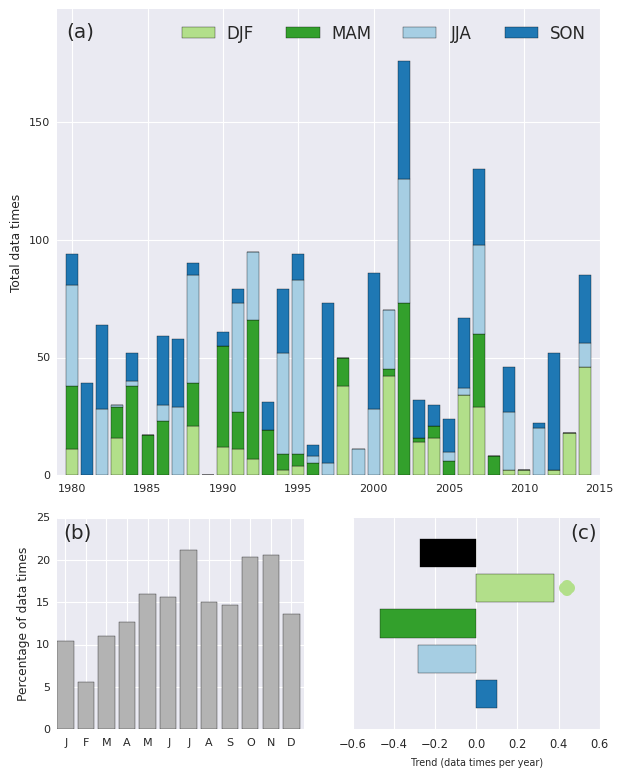 (a) DJF MAM JJA SON
Total data times
150
100
50
0
1980 1985 1990 1995 2000 2005 2010 2015
(b)
Percentage of data times
25
20
15
10
5
0
J F M A M J J A S O N D
(c)
−0.6 −0.4 −0.2 0.0 0.2 0.4 0.6
Trend (data times per year)